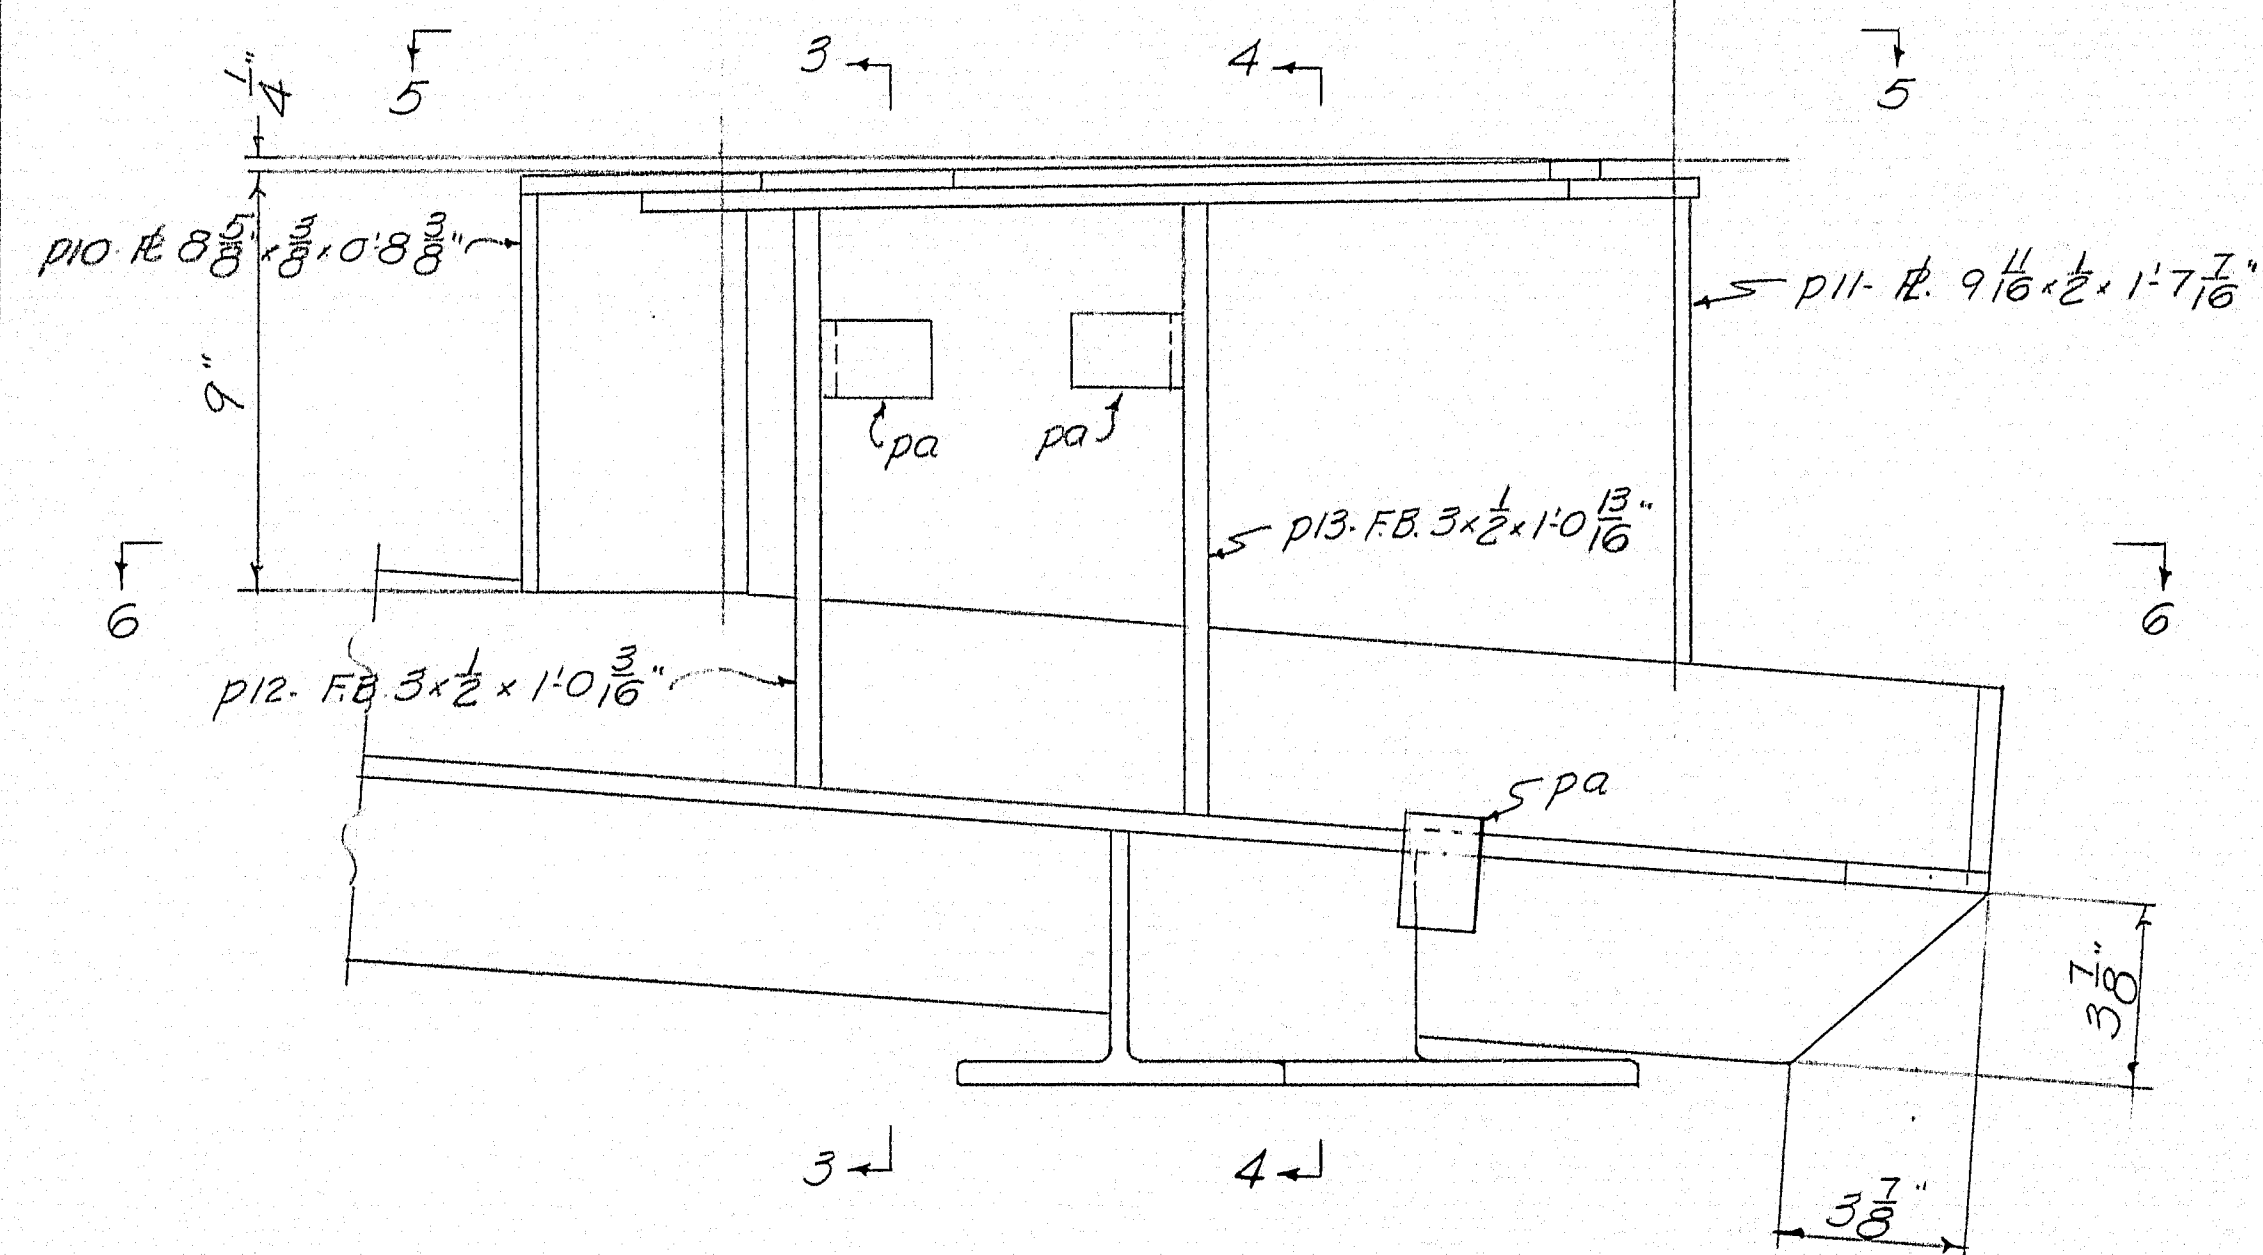 1/4"
5
3
4
5
p10- PL 8 5/8" x 3/8 x 0'-8 3/8"
p11- PL. 9 11/16 x 1/2 x 1'-7 7/16"
9"
pa
pa
p13- F.B. 3 x 1/2 x 1'-0 13/16"
6
6
p12- F.B. 3 x 1/2 x 1'-0 3/16"
pa
3 7/8"
3
4
3 7/8"